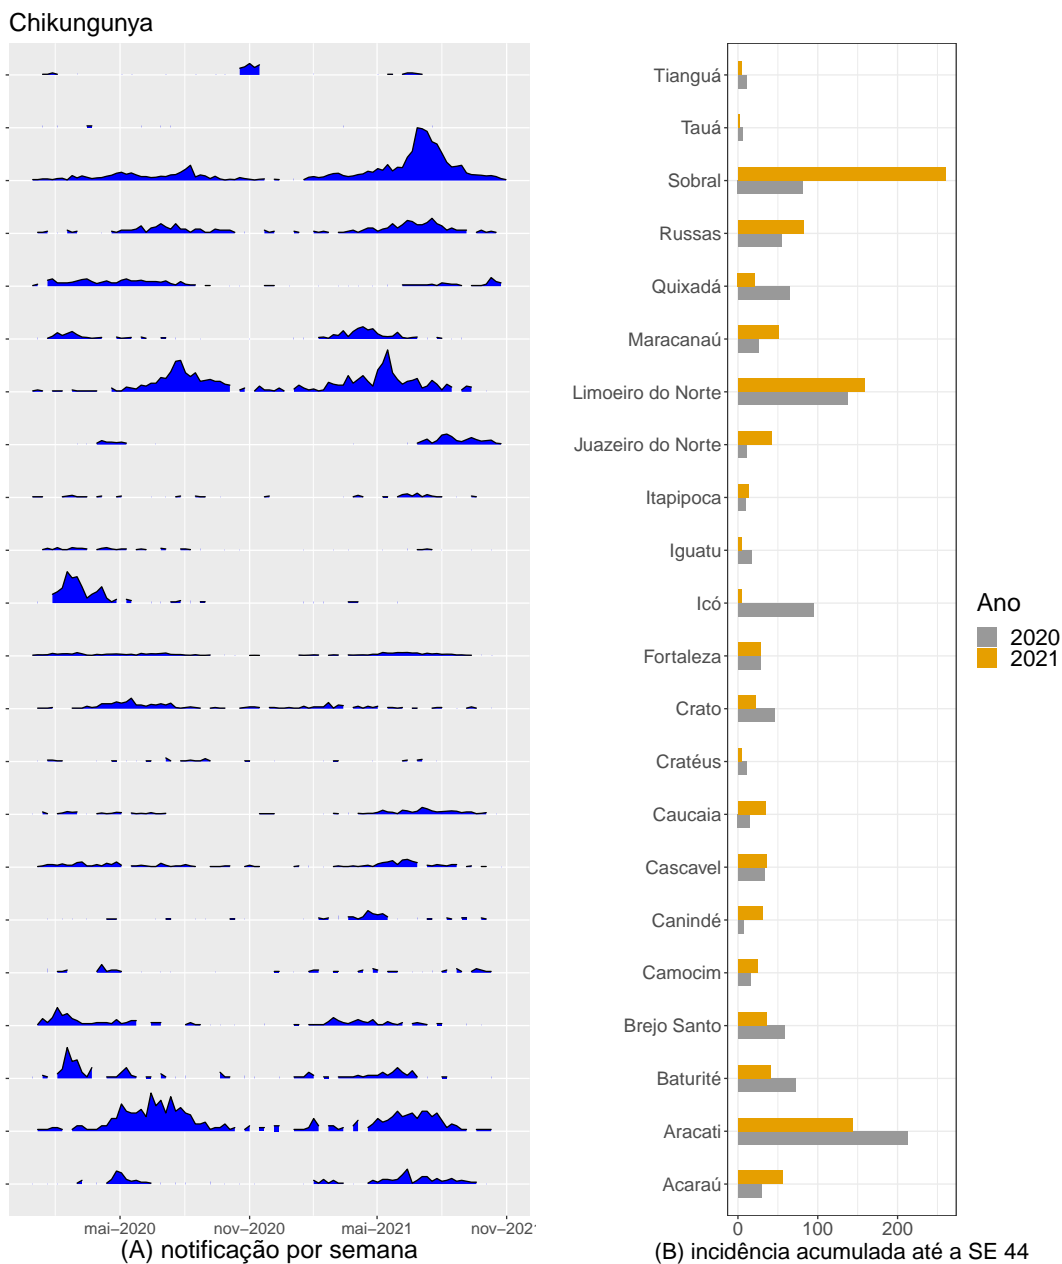 Chikungunya
Tianguá
Tauá
Sobral
Russas
Quixadá
Maracanaú
Limoeiro do Norte
Juazeiro do Norte
Itapipoca
Iguatu
Icó
Fortaleza
Crato
Cratéus
Caucaia
Cascavel
Canindé
Camocim
Brejo Santo
Baturité
Aracati
Acaraú
Ano
2020
2021
mai–2020 nov–2020 mai–2021 nov–202
0 100 200
(A) notificação por semana
(B) incidência acumulada até a SE 44